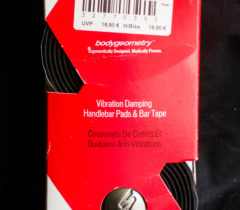 32770365
UVP 19,90 € H/Bike 19,90 €
bodygeometry
Ergonomically Designed. Medically Proven.
Vibration Damping
Handlebar Pads & Bar Tape
Coussinets De Cintres Et
Guidoline Anti-Vibrations